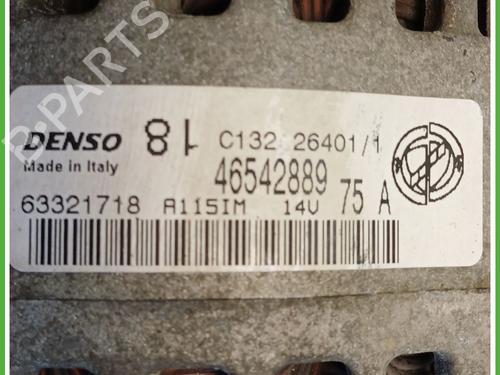 B-PARTS
DENSO 81 C132 26401/1
Made in Italy 46542889
63321718 A115IM 14V 75 A